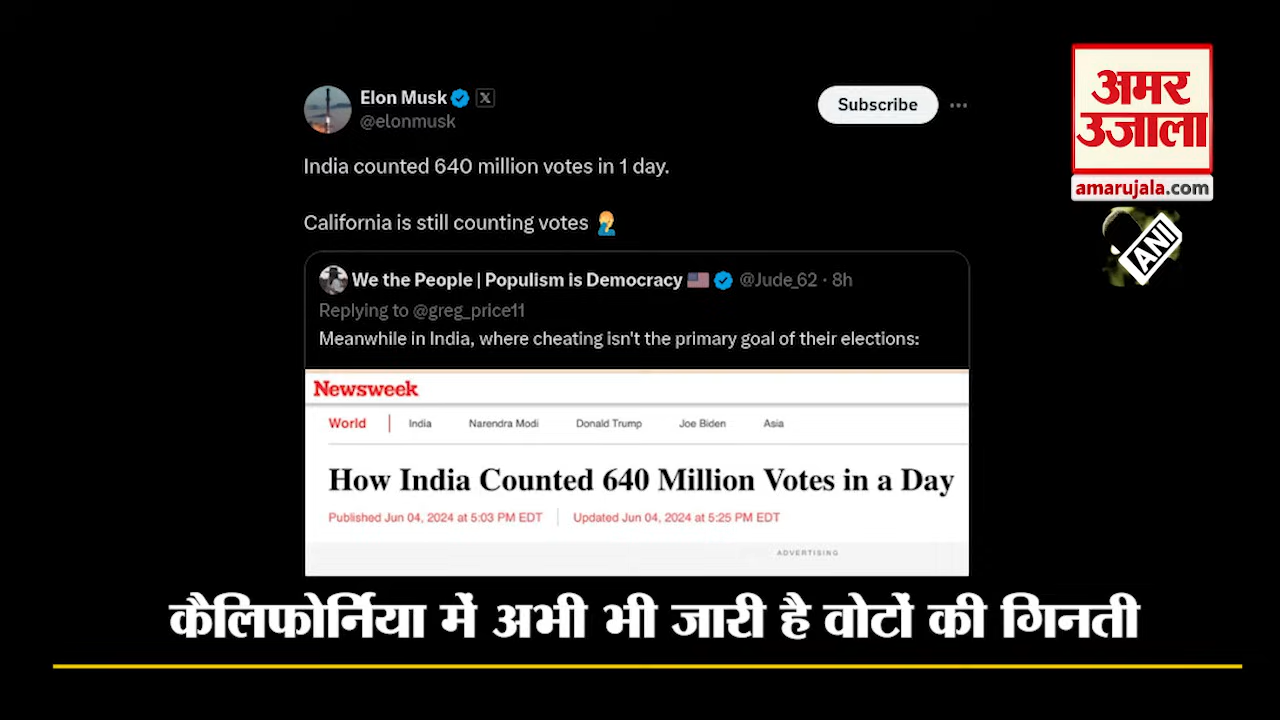 Elon Musk
@elonmusk
Subscribe
India counted 640 million votes in 1 day.
California is still counting votes 🤦‍♂️
We the People | Populism is Democracy 🇺🇸 @Jude_62 · 8h
Replying to @greg_price11
Meanwhile in India, where cheating isn't the primary goal of their elections:
Newsweek
World India Narendra Modi Donald Trump Joe Biden Asia
How India Counted 640 Million Votes in a Day
Published Jun 04, 2024 at 5:03 PM EDT Updated Jun 04, 2024 at 5:25 PM EDT
ADVERTISING
कैलिफोर्निया में अभी भी जारी है वोटों की गिनती
अमर
उजाला
amarujala.com
ANI